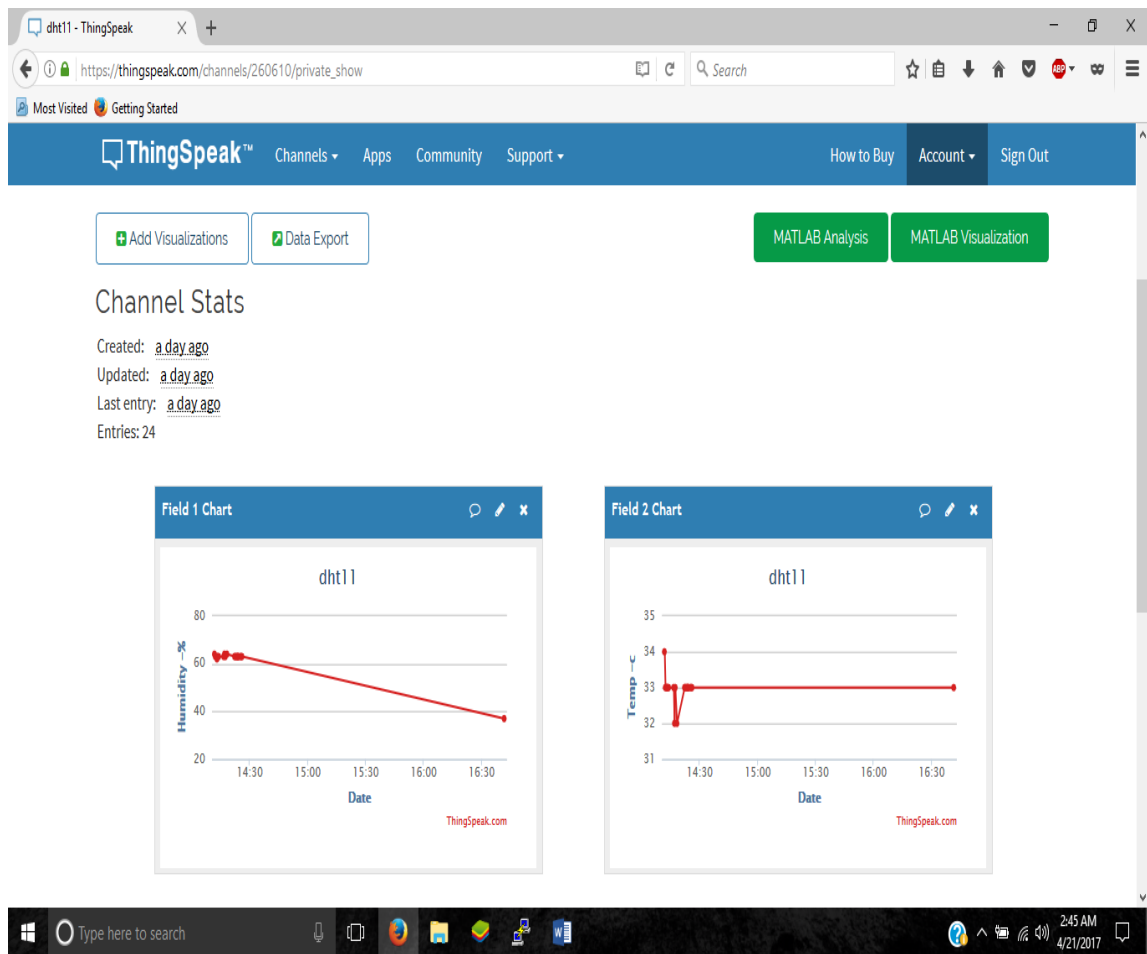 dht11 - ThingSpeak
https://thingspeak.com/channels/260610/private_show
Search
ABP
Most Visited Getting Started
ThingSpeak™ Channels Apps Community Support How to Buy Account Sign Out
Add Visualizations Data Export MATLAB Analysis MATLAB Visualization
Channel Stats
Created: a day ago
Updated: a day ago
Last entry: a day ago
Entries: 24
Field 1 Chart
dht11
Humidity -%
80
60
40
20
14:30 15:00 15:30 16:00 16:30
Date
ThingSpeak.com
Field 2 Chart
dht11
Temp -c
35
34
33
32
31
14:30 15:00 15:30 16:00 16:30
Date
ThingSpeak.com
Type here to search
2:45 AM
4/21/2017